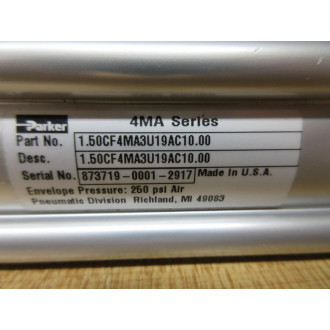 Parker
4MA Series
Part No. 1.50CF4MA3U19AC10.00
Desc. 1.50CF4MA3U19AC10.00
Serial No. 873719-0001-2917 Made In U.S.A.
Envelope Pressure: 250 psi Air
Pneumatic Division Richland, MI 49083